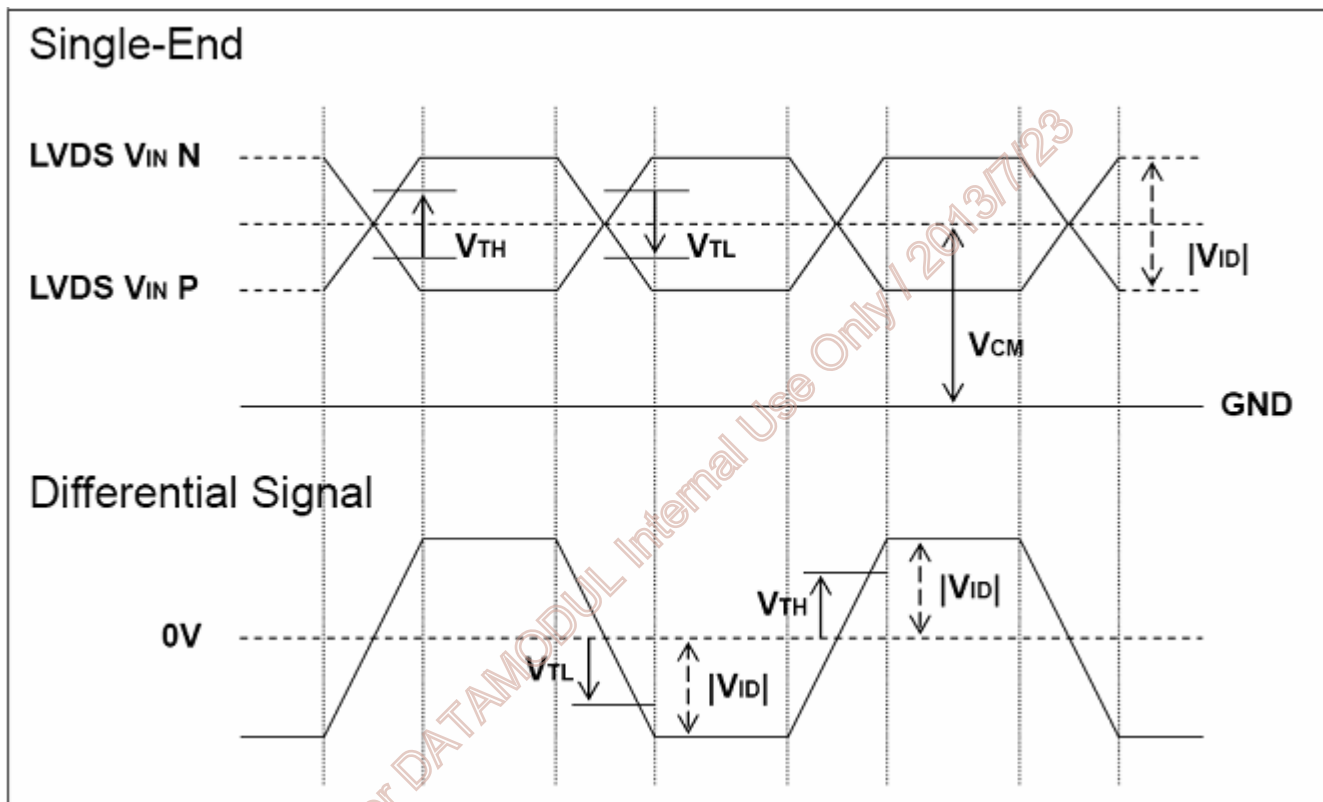 Single-End
LVDS VIN N
VTH
VTL
|VID|
LVDS VIN P
VCM
GND
Differential Signal
VTH
|VID|
0V
VTL
|VID|
or DATAMODUL Internal Use Only / 2013/7/23